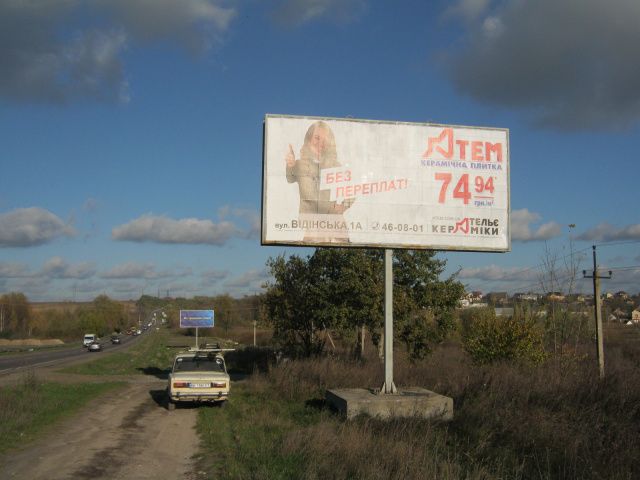 АТЕМ
КЕРАМІЧНА ПЛИТКА
БЕЗ
ПЕРЕПЛАТ!
74 94*
грн./м²
АТЕЛЬЄ
КЕРАМІКИ
вул. ВІДІНСЬКА, 1А 46-08-01